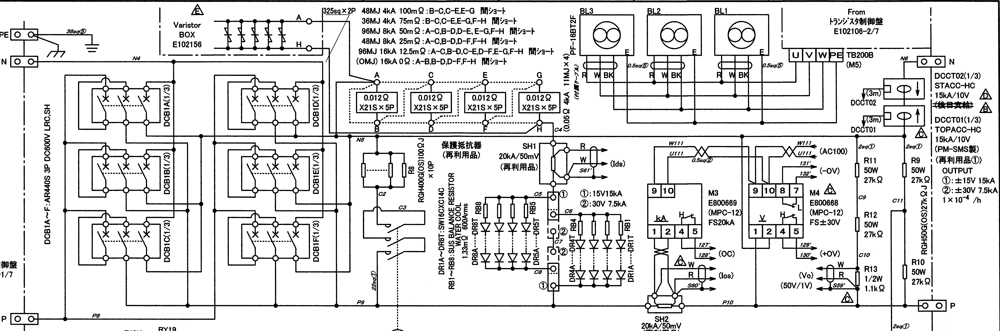 PE
38sq⑤
N
N4
Varistor
BOX
E102156
E
A
H
325sq×2P
48MJ 4kA 100mΩ:B-C,C-E,E-G 間ショート
36MJ 4kA 75mΩ:B-C,C-E,E-G,F-H 間ショート
96MJ 8kA 50mΩ:A-C,B-D,D-E,E-G,F-H 間ショート
48MJ 8kA 25mΩ:A-C,B-D,D-F,F-H 間ショート
96MJ 16kA 12.5mΩ:A-C,B-D,C-E,D-F,E-G,F-H 間ショート
(OMJ) 16kA 0Ω:A-B,B-D,D-F,F-H 間ショート
A
C
E
G
0.012Ω
X21S×5P
0.012Ω
X21S×5P
0.012Ω
X21S×5P
0.012Ω
X21S×5P
B
D
F
H
C4
(0.05Ω 4kA 11MJ×4)
PF-16BT2F
(付属ケーブル)
BL3
BL2
BL1
E
E
E
R W BK
R W BK
R W BK
0.5sq⑤
0.5sq⑤
From
トランジスタ制御盤
E102106-2/7
U V W PE
TB200B
(M5)
N6
N
DCCT02(1/3)
STACC-HC
15kA/10V
D
(後日支給)
B
(3m)
DCCT02
(3m)
DCCT01
DCCT01(1/3)
TOPACC-HC
15kA/10V
C
(PM-SMS製)
(再利用品①)
OUTPUT
①:±15V 15kA
②:±30V 7.5kA
1×10⁻⁴ /h
DCB1A～F:AR440S 3P DC600V LRC,SH
DCB1A(1/3)
DCB1B(1/3)
DCB1C(1/3)
DCB1D(1/3)
DCB1E(1/3)
DCB1F(1/3)
N5
R8
RGH400G(OS)100ΩJ
×10P
C2
C3
22sq①
保護抵抗器
(再利用品)
SH1
20kA/50mV
(再利用品)
R
W
S61'
(Ids)
DR1A～DR8T:SW16CXC14C
RB1～RB8:SUS BALANCE RESISTOR
WATER COOL
1.33mΩ 600Arms
C5
①
①:15V15kA
②:30V 7.5kA
RB8
RB5
C6
DR8A----DR8T
DR5A----DR5T
②
C7
②
RB4
RB1
DR4A--DR4T
DR1A----DR1T
C8
①
W111
U111
0.5sq②
W111
U111
(AC100)
131'
132'
(-OV)
9 10
M3
E800669
(MPC-12)
FS20kA
kA
H
1 2 4 5
127'
128'
(OC)
9 10 8 7
M4
C
E800668
(MPC-12)
FS±30V
V
L
H
1 2 4 5
129'
130'
(+OV)
C
W
R
S60'
(Ios)
(Vo)
(50V/1V)
W
R
S59'
C
2sq①
R11
50W
27kΩ
C9
R12
50W
27kΩ
C10
R13
1/2W
1.1kΩ
2sq①
R9
50W
27kΩ
C11
RGH50G(OS)27kΩJ
R10
50W
27kΩ
御盤
-1/7
P
P8
P9
P10
P
SH2
20kA/50mV
2sq①
RY19